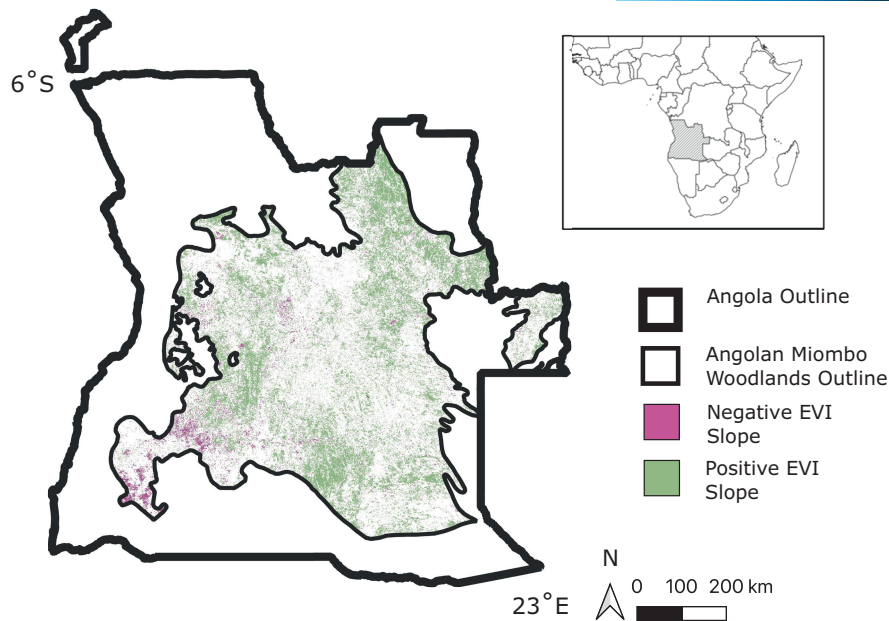 6°S
Angola Outline
Angolan Miombo
Woodlands Outline
Negative EVI
Slope
Positive EVI
Slope
N
0 100 200 km
23°E